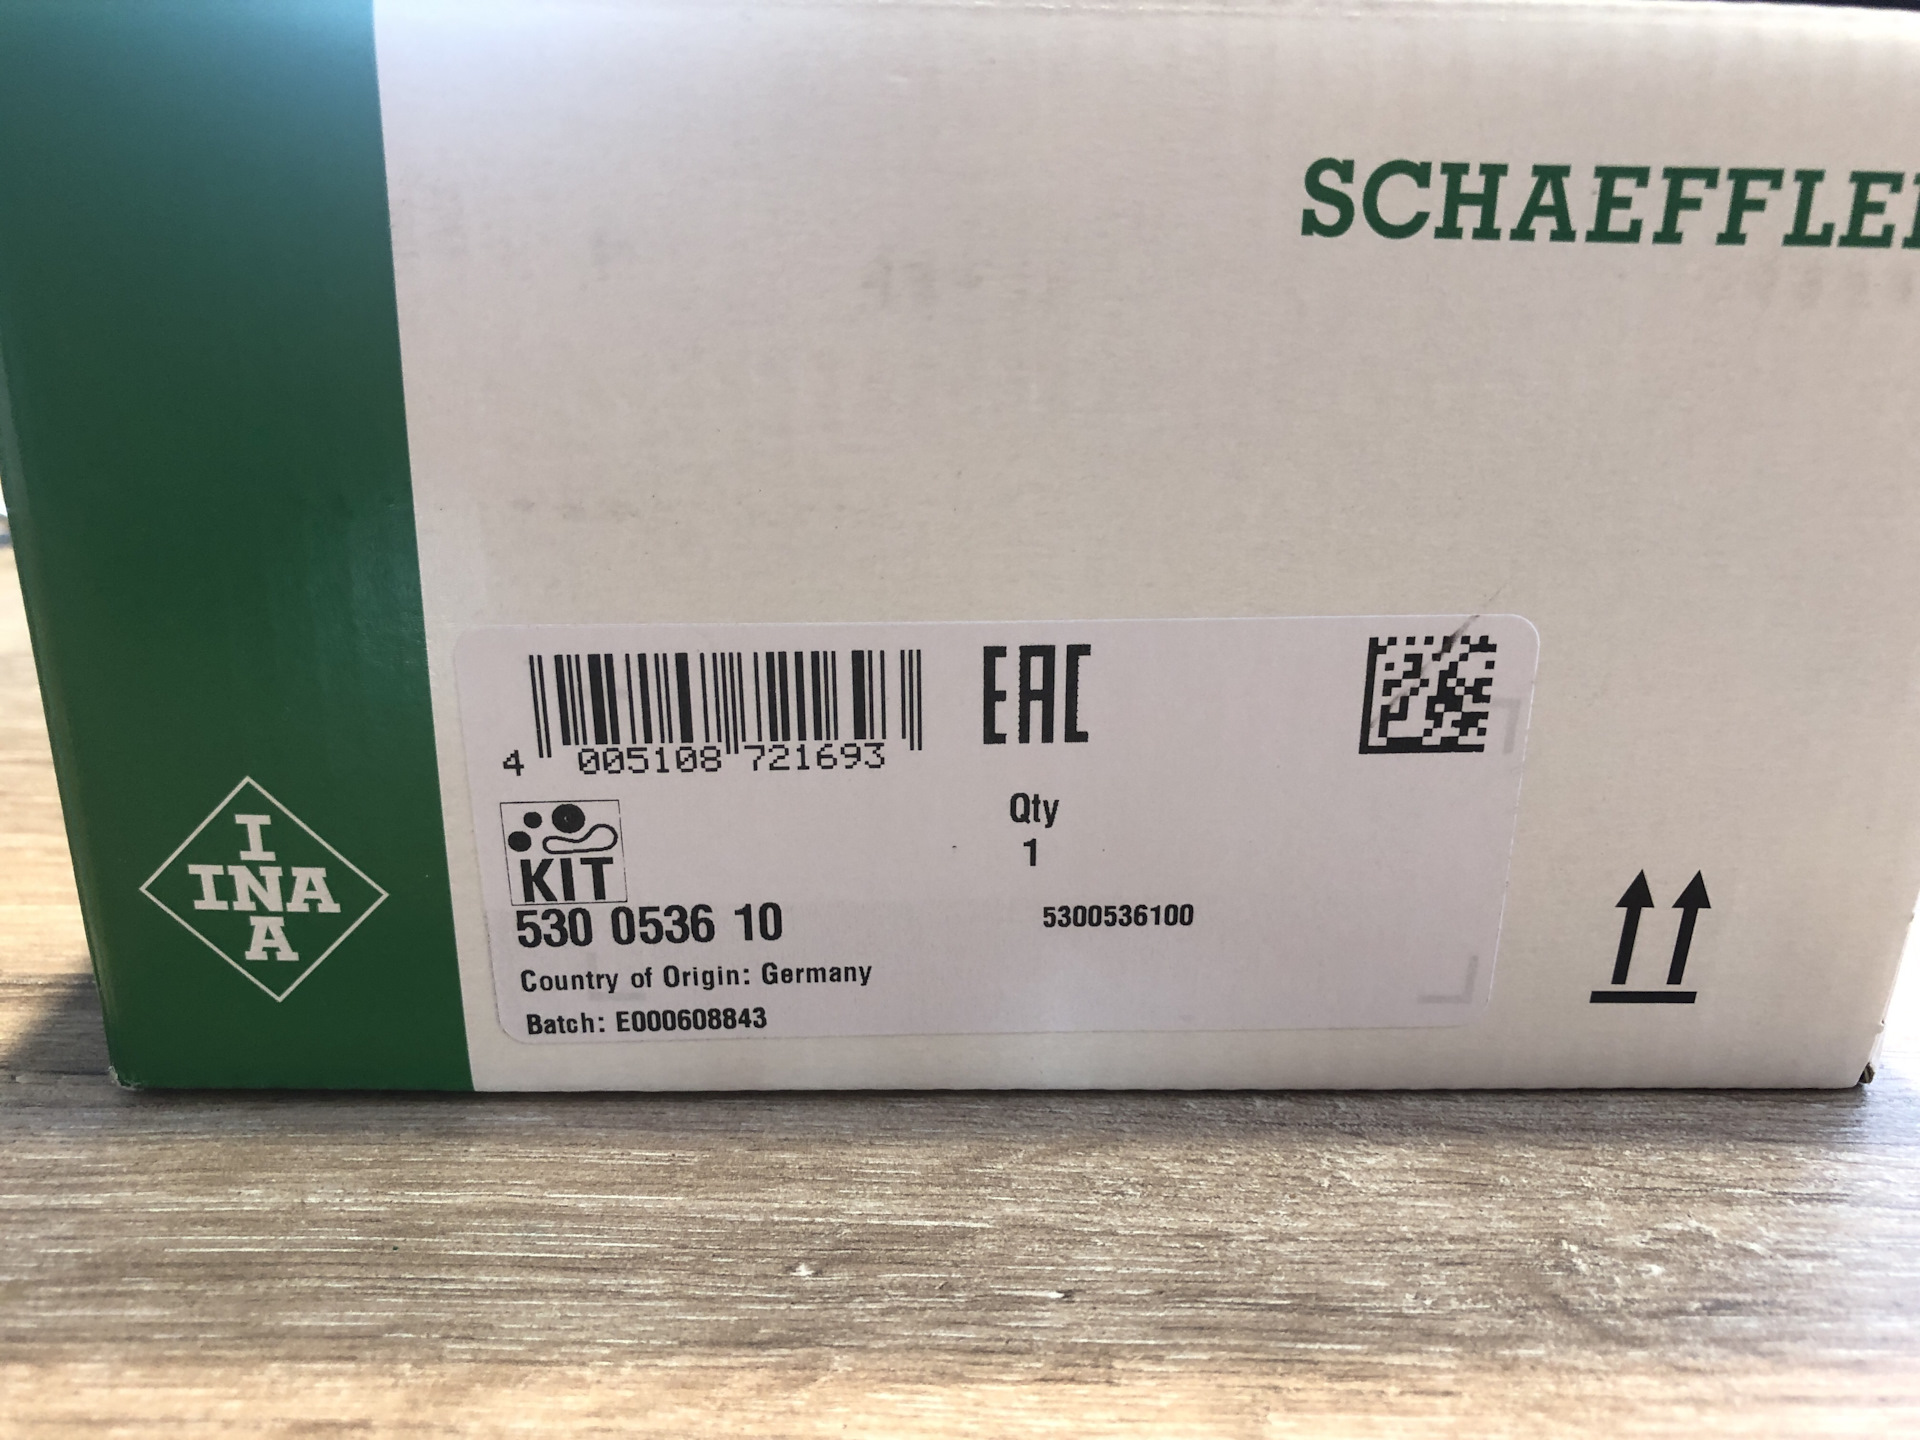 SCHAEFFLE
EAC
4 005108 721693
Qty
1
KIT
530 0536 10
5300536100
Country of Origin: Germany
Batch: E000608843
I
INA
A